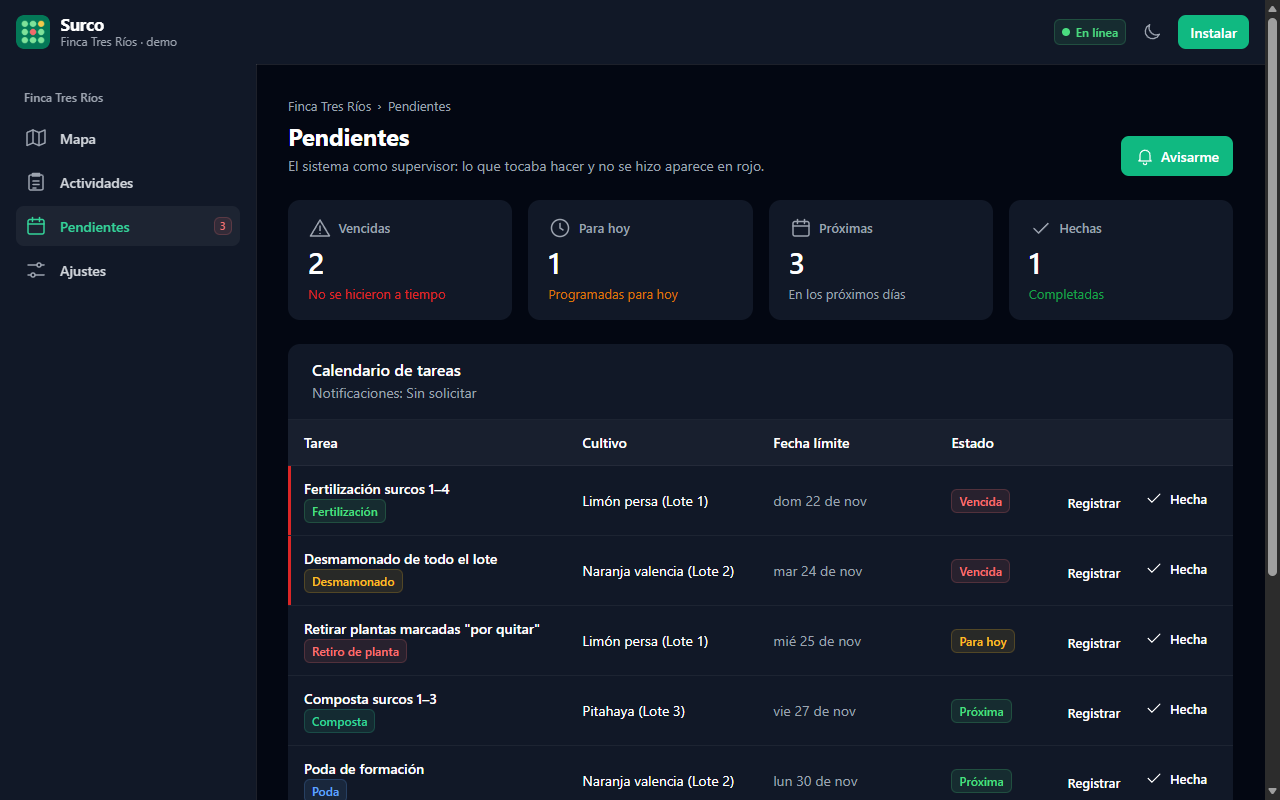 Surco
Finca Tres Ríos · demo
En línea
Instalar
Finca Tres Ríos
Mapa
Actividades
Pendientes
3
Ajustes
Finca Tres Ríos › Pendientes
Pendientes
El sistema como supervisor: lo que tocaba hacer y no se hizo aparece en rojo.
Avisarme
Vencidas
2
No se hicieron a tiempo
Para hoy
1
Programadas para hoy
Próximas
3
En los próximos días
Hechas
1
Completadas
Calendario de tareas
Notificaciones: Sin solicitar
Tarea Cultivo Fecha límite Estado
Fertilización surcos 1–4
Fertilización
Limón persa (Lote 1) dom 22 de nov Vencida Registrar Hecha
Desmamonado de todo el lote
Desmamonado
Naranja valencia (Lote 2) mar 24 de nov Vencida Registrar Hecha
Retirar plantas marcadas "por quitar"
Retiro de planta
Limón persa (Lote 1) mié 25 de nov Para hoy Registrar Hecha
Composta surcos 1–3
Composta
Pitahaya (Lote 3) vie 27 de nov Próxima Registrar Hecha
Poda de formación
Poda
Naranja valencia (Lote 2) lun 30 de nov Próxima Registrar Hecha